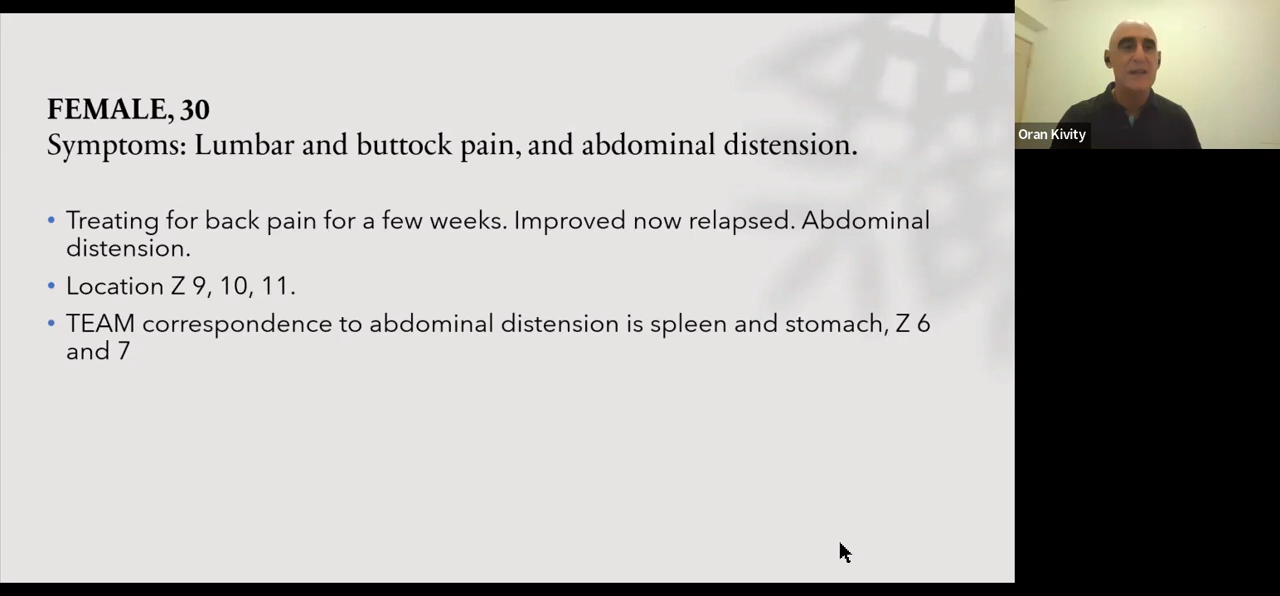 FEMALE, 30
Symptoms: Lumbar and buttock pain, and abdominal distension.
• Treating for back pain for a few weeks. Improved now relapsed. Abdominal
distension.
• Location Z 9, 10, 11.
• TEAM correspondence to abdominal distension is spleen and stomach, Z 6
and 7
Oran Kivity